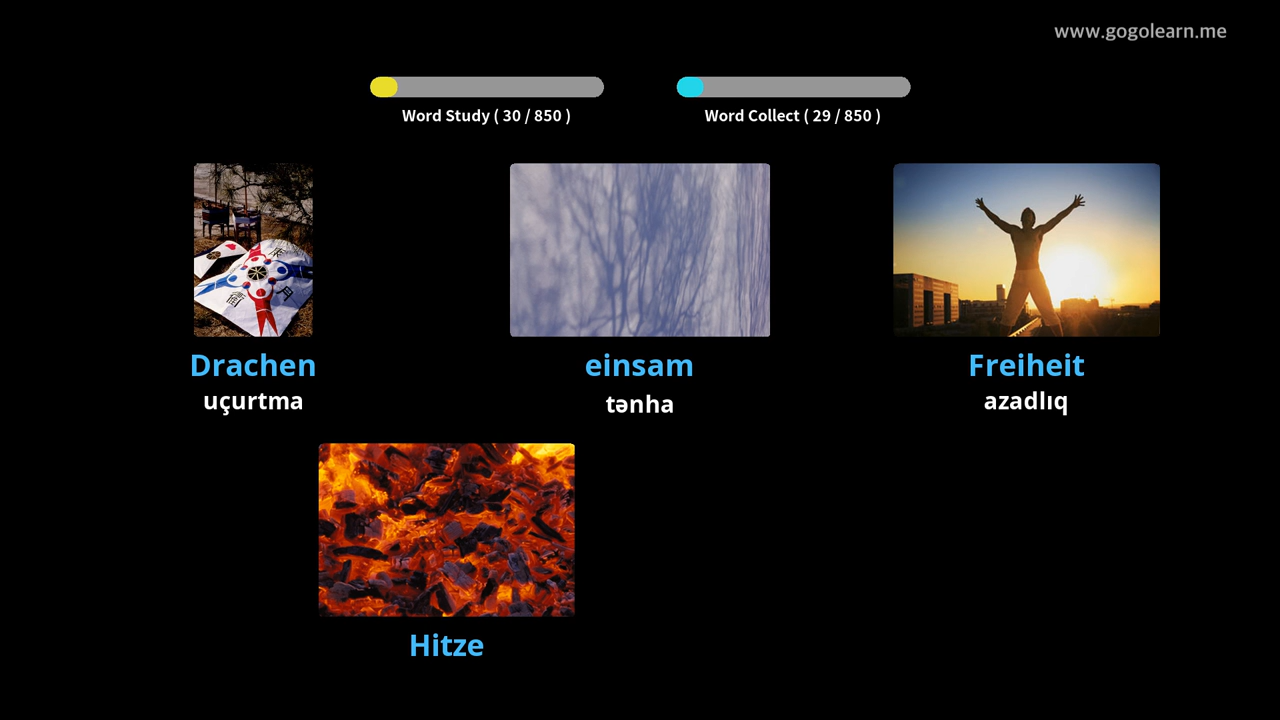 www.gogolearn.me
Word Study ( 30 / 850 )
Word Collect ( 29 / 850 )
Drachen
uçurtma
einsam
tənha
Freiheit
azadlıq
Hitze